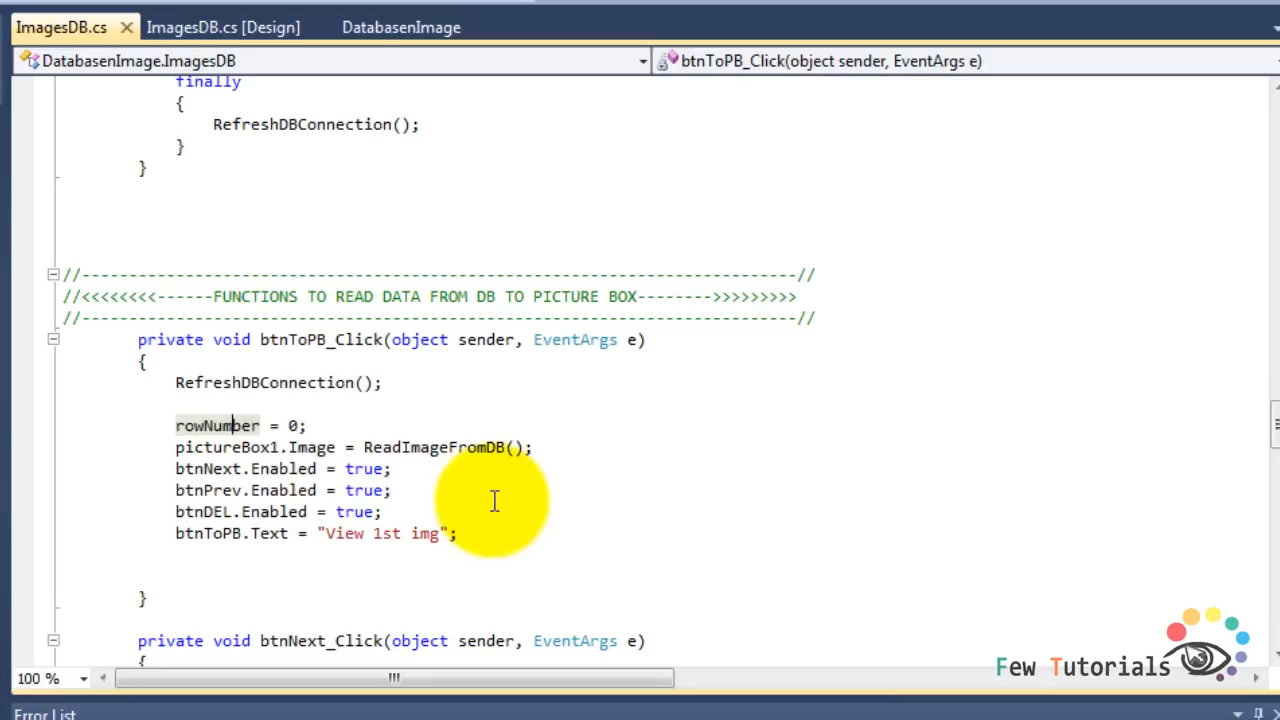 ImagesDB.cs ImagesDB.cs [Design] DatabasenImage
DatabasenImage.ImagesDB btnToPB_Click(object sender, EventArgs e)
finally
{
RefreshDBConnection();
}
}
//----------------------------------------------------------------------------//
//<<<<<<<<------FUNCTIONS TO READ DATA FROM DB TO PICTURE BOX-------->>>>>>>>>
//----------------------------------------------------------------------------//
private void btnToPB_Click(object sender, EventArgs e)
{
RefreshDBConnection();
rowNumber = 0;
pictureBox1.Image = ReadImageFromDB();
btnNext.Enabled = true;
btnPrev.Enabled = true;
btnDEL.Enabled = true;
btnToPB.Text = "View 1st img";
}
private void btnNext_Click(object sender, EventArgs e)
{
Few Tutorials
100 %
Error List